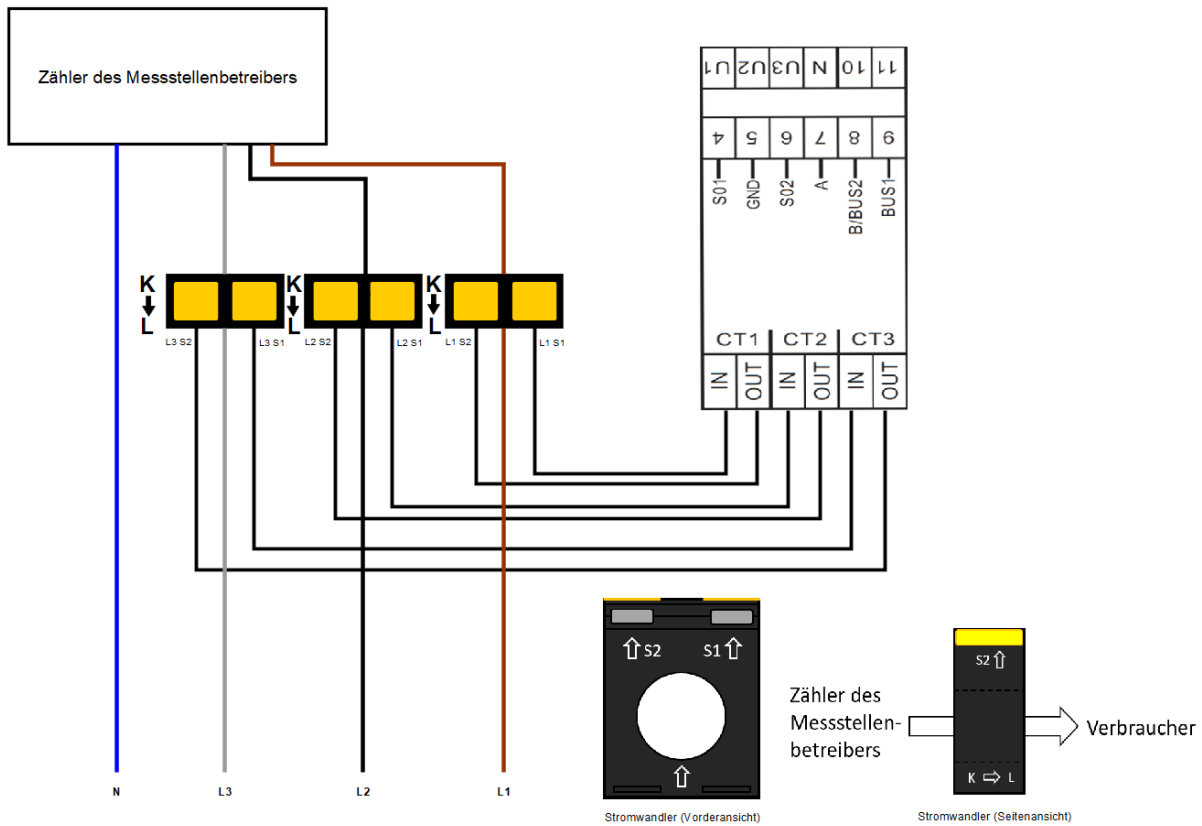 Zähler des Messstellenbetreibers
U1 U2 U3 N 10 11
4 5 6 7 8 9
S01 GND S02 A B/BUS2 BUS1
K
L
K
L
K
L
L3 S2 L3 S1 L2 S2 L2 S1 L1 S2 L1 S1
CT1 CT2 CT3
IN OUT IN OUT IN OUT
S2 S1
Zähler des
Messstellen-
betreibers
S2
Verbraucher
K L
N L3 L2 L1
Stromwandler (Vorderansicht)
Stromwandler (Seitenansicht)